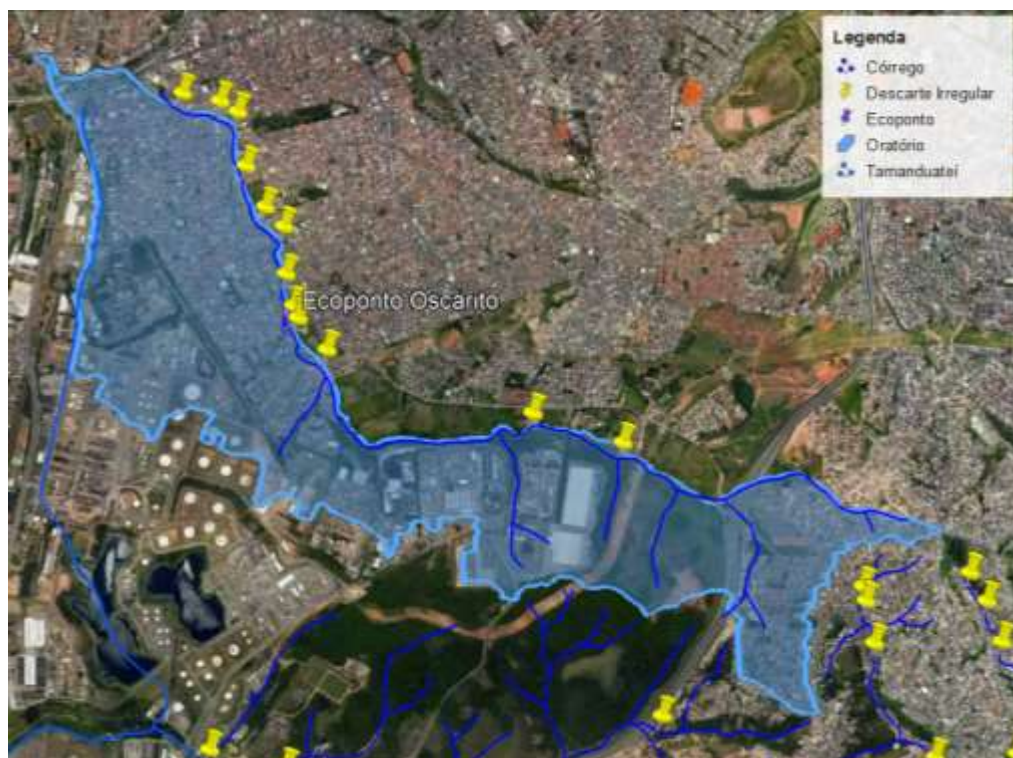 Legenda
Córrego
Descarte Irregular
Ecoponto
Oratório
Tamanduateí
Ecoponto Oscarito